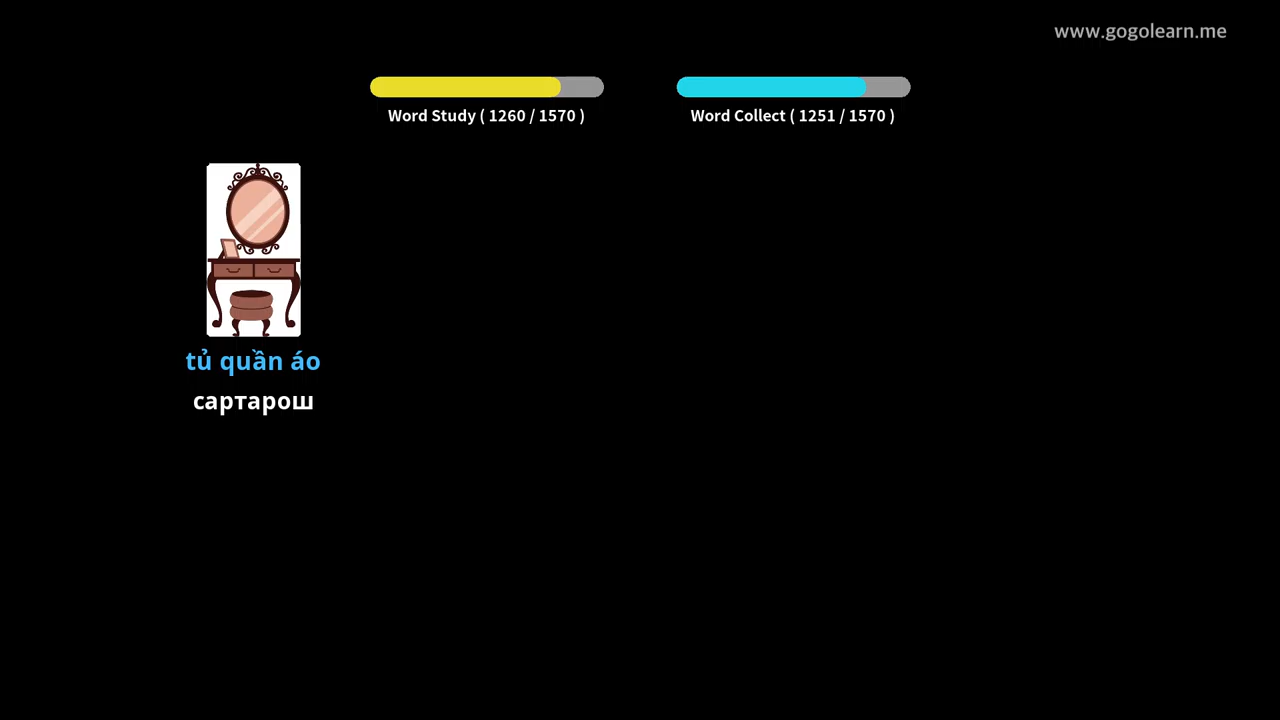 www.gogolearn.me
Word Study ( 1260 / 1570 )
Word Collect ( 1251 / 1570 )
tủ quần áo
сартарош